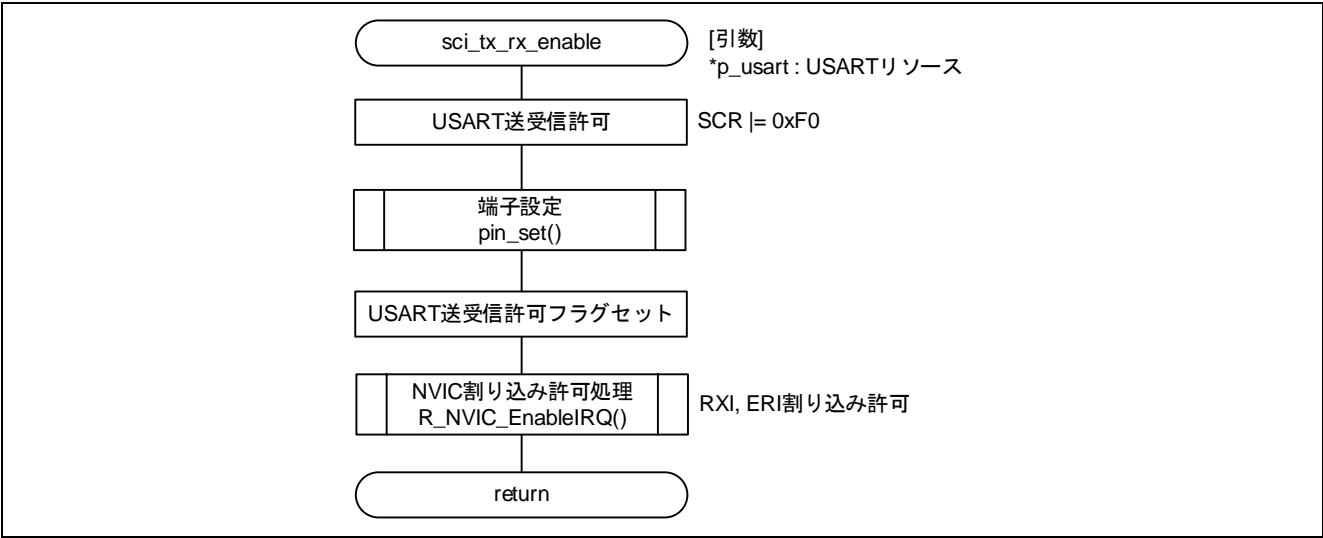 sci_tx_rx_enable
[引数]
*p_usart : USARTリソース
USART送受信許可
SCR |= 0xF0
端子設定
pin_set()
USART送受信許可フラグセット
NVIC割り込み許可処理
R_NVIC_EnableIRQ()
RXI, ERI割り込み許可
return